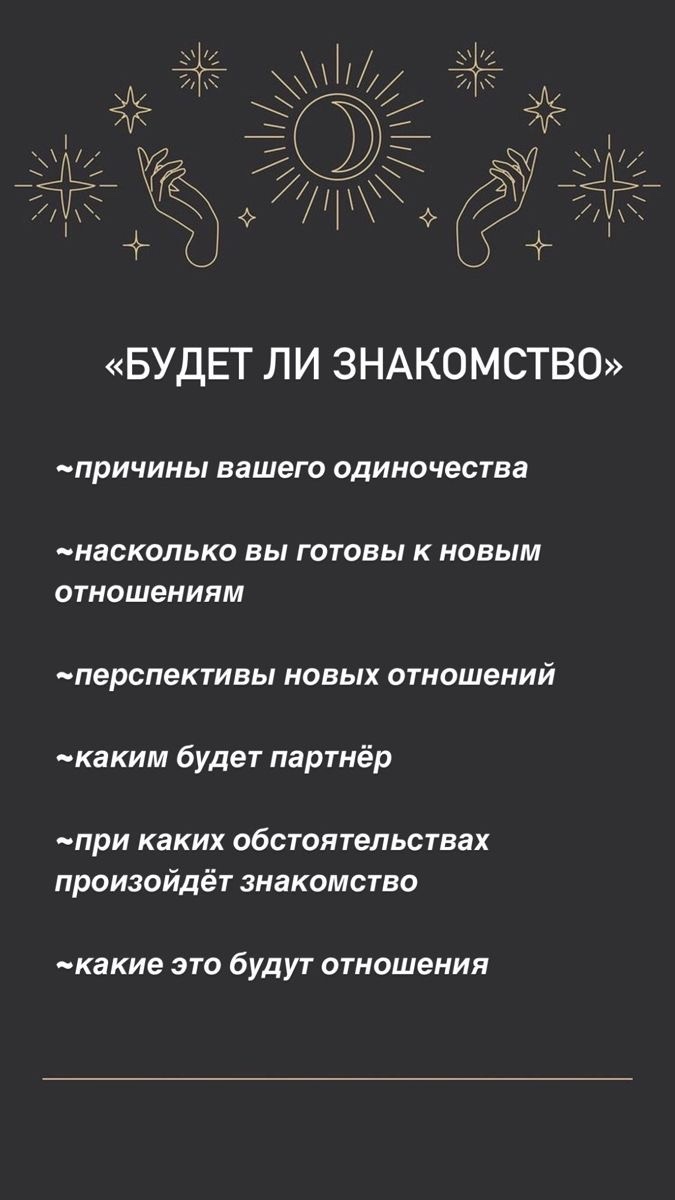 «БУДЕТ ЛИ ЗНАКОМСТВО»
~причины вашего одиночества
~насколько вы готовы к новым
отношениям
~перспективы новых отношений
~каким будет партнёр
~при каких обстоятельствах
произойдёт знакомство
~какие это будут отношения